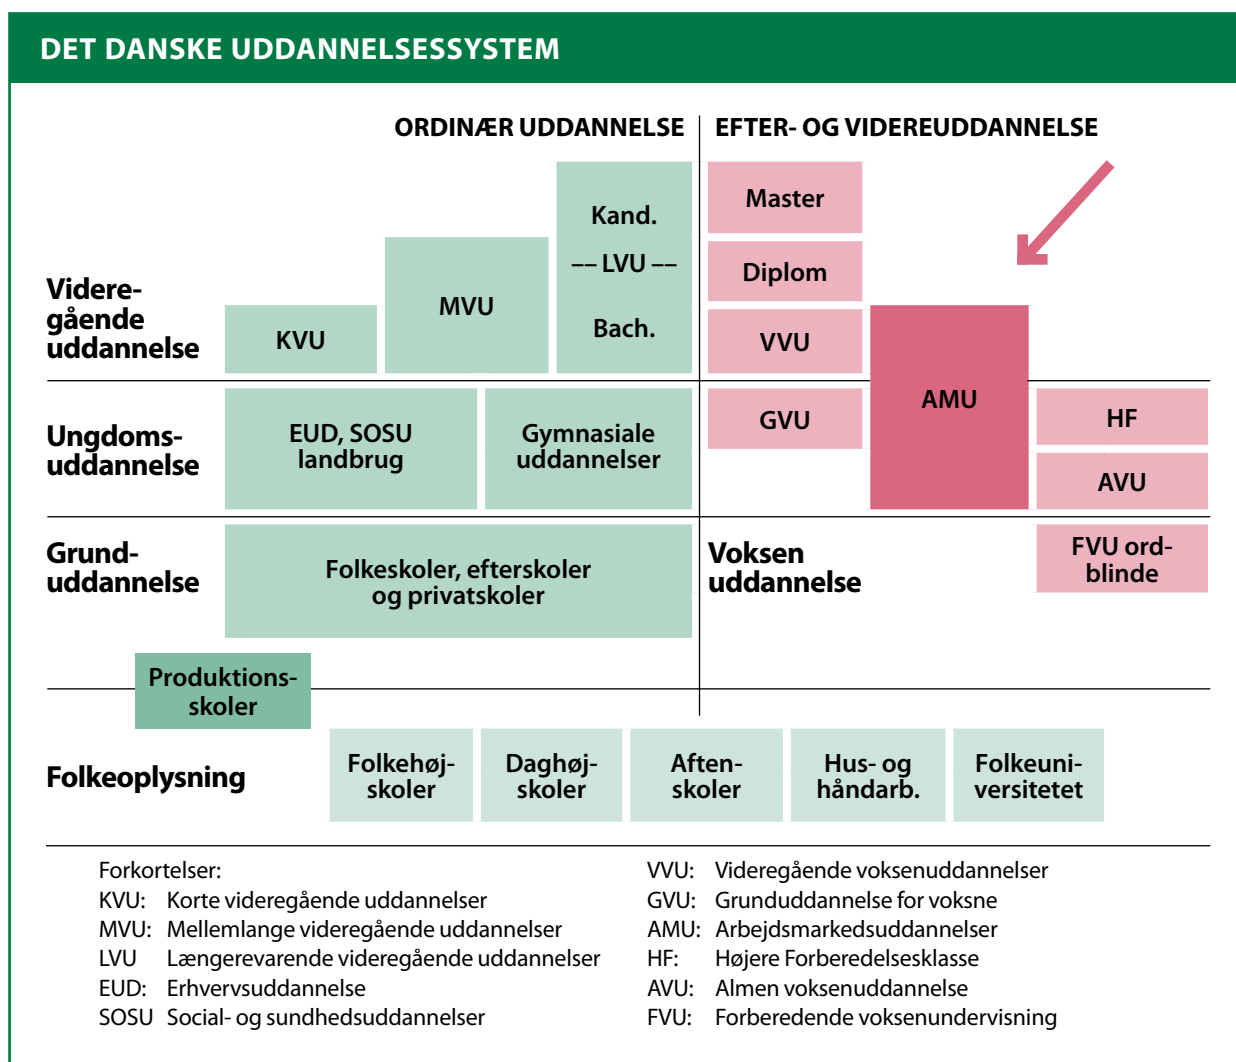 DET DANSKE UDDANNELSESSYSTEM
ORDINÆR UDDANNELSE
EFTER- OG VIDEREUDDANNELSE
Videre-
gående
uddannelse
KVU
MVU
Kand.
–– LVU ––
Bach.
Master
Diplom
VVU
AMU
Ungdoms-
uddannelse
EUD, SOSU
landbrug
Gymnasiale
uddannelser
GVU
HF
AVU
Grund-
uddannelse
Folkeskoler, efterskoler
og privatskoler
Voksen
uddannelse
FVU ord-
blinde
Produktions-
skoler
Folkeoplysning
Folkehøj-
skoler
Daghøj-
skoler
Aften-
skoler
Hus- og
håndarb.
Folkeuni-
versitetet
Forkortelser:
KVU: Korte videregående uddannelser
MVU: Mellemlange videregående uddannelser
LVU Længerevarende videregående uddannelser
EUD: Erhvervsuddannelse
SOSU Social- og sundhedsuddannelser
VVU: Videregående voksenuddannelser
GVU: Grunduddannelse for voksne
AMU: Arbejdsmarkedsuddannelser
HF: Højere Forberedelsesklasse
AVU: Almen voksenuddannelse
FVU: Forberedende voksenundervisning